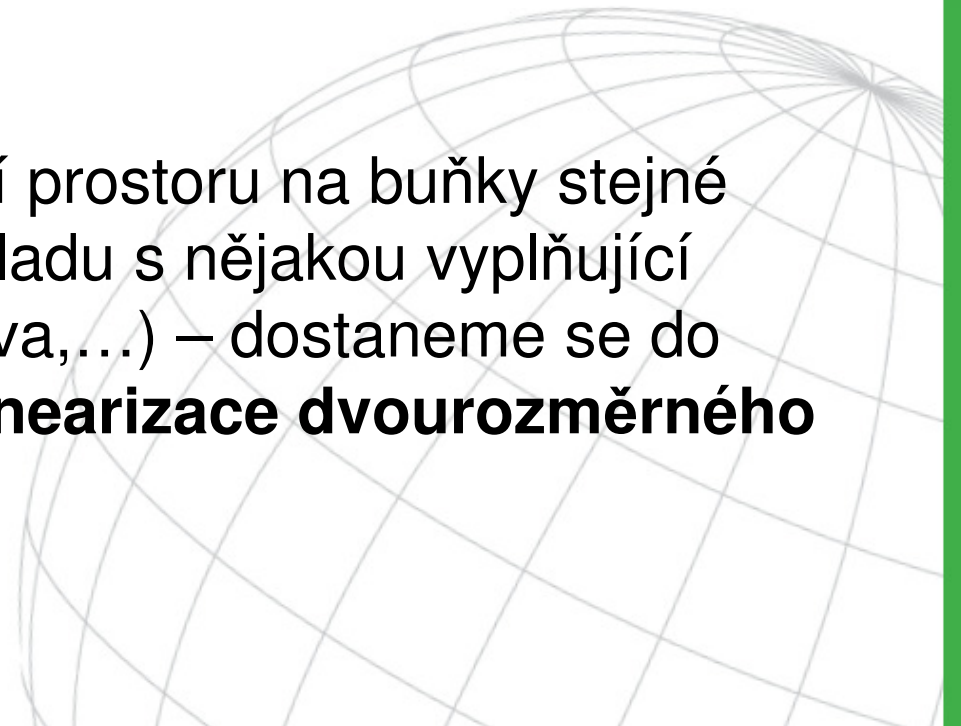 í prostoru na buňky stejné
ladu s nějakou vyplňující
va,…) – dostaneme se do
nearizace dvourozměrného